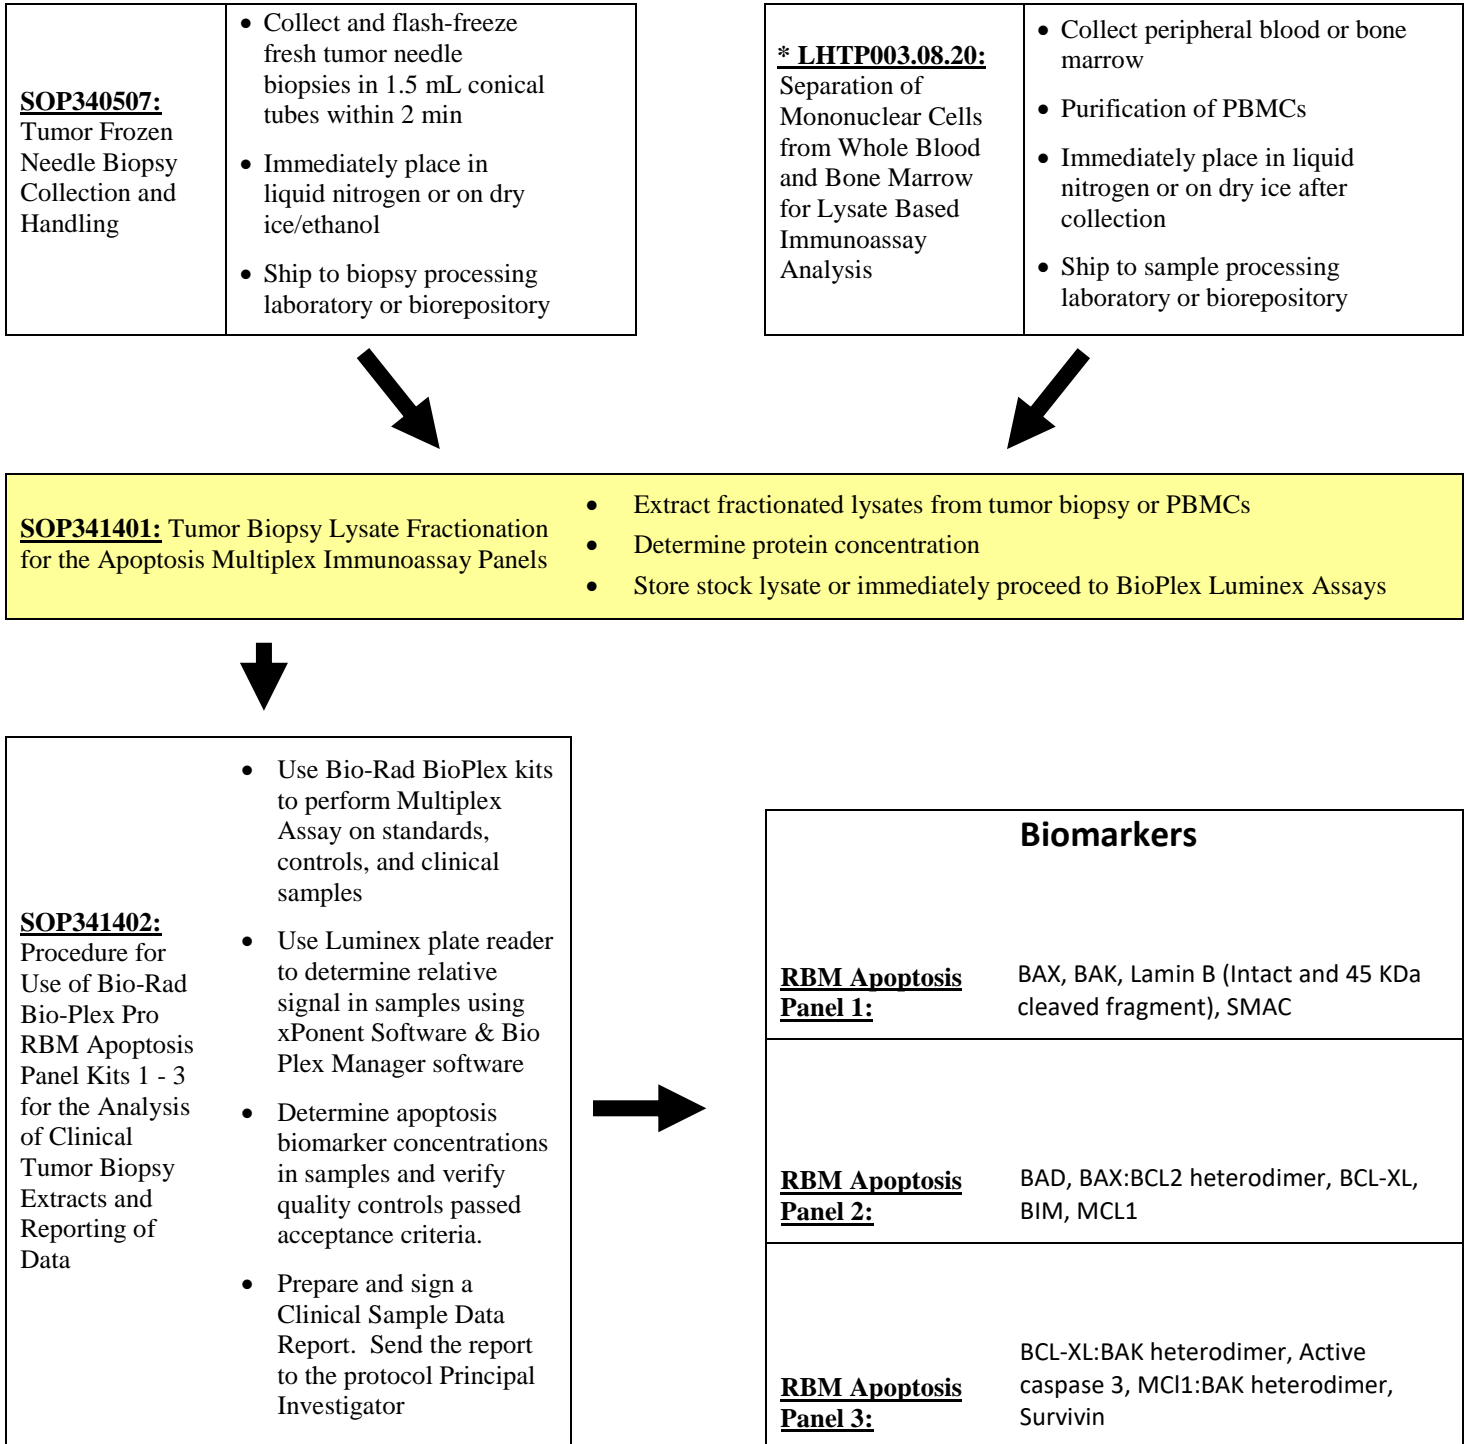 SOP340507:
Tumor Frozen
Needle Biopsy
Collection and
Handling
• Collect and flash-freeze
fresh tumor needle
biopsies in 1.5 mL conical
tubes within 2 min
• Immediately place in
liquid nitrogen or on dry
ice/ethanol
• Ship to biopsy processing
laboratory or biorepository
* LHTP003.08.20:
Separation of
Mononuclear Cells
from Whole Blood
and Bone Marrow
for Lysate Based
Immunoassay
Analysis
• Collect peripheral blood or bone
marrow
• Purification of PBMCs
• Immediately place in liquid
nitrogen or on dry ice after
collection
• Ship to sample processing
laboratory or biorepository
SOP341401: Tumor Biopsy Lysate Fractionation
for the Apoptosis Multiplex Immunoassay Panels
• Extract fractionated lysates from tumor biopsy or PBMCs
• Determine protein concentration
• Store stock lysate or immediately proceed to BioPlex Luminex Assays
SOP341402:
Procedure for
Use of Bio-Rad
Bio-Plex Pro
RBM Apoptosis
Panel Kits 1 - 3
for the Analysis
of Clinical
Tumor Biopsy
Extracts and
Reporting of
Data
• Use Bio-Rad BioPlex kits
to perform Multiplex
Assay on standards,
controls, and clinical
samples
• Use Luminex plate reader
to determine relative
signal in samples using
xPonent Software & Bio
Plex Manager software
• Determine apoptosis
biomarker concentrations
in samples and verify
quality controls passed
acceptance criteria.
• Prepare and sign a
Clinical Sample Data
Report.  Send the report
to the protocol Principal
Investigator
Biomarkers
RBM Apoptosis
Panel 1:
BAX, BAK, Lamin B (Intact and 45 KDa
cleaved fragment), SMAC
RBM Apoptosis
Panel 2:
BAD, BAX:BCL2 heterodimer, BCL-XL,
BIM, MCL1
RBM Apoptosis
Panel 3:
BCL-XL:BAK heterodimer, Active
caspase 3, MCl1:BAK heterodimer,
Survivin